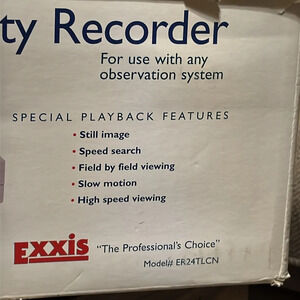 ty Recorder
For use with any
observation system
SPECIAL PLAYBACK FEATURES
• Still image
• Speed search
• Field by field viewing
• Slow motion
• High speed viewing
EXXIS "The Professional's Choice"
Model# ER24TLCN